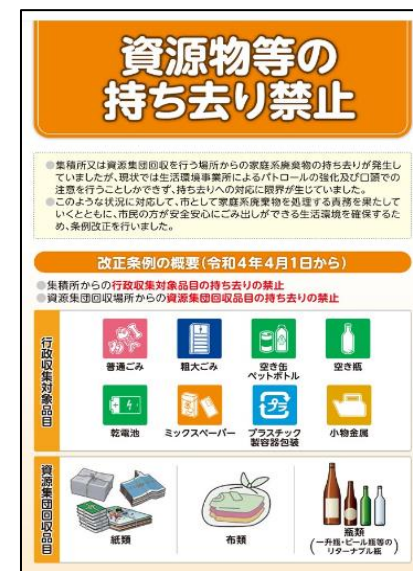 資源物等の
持ち去り禁止
●集積所又は資源集団回収を行う場所からの家庭系廃棄物の持ち去りが発生し
ていましたが、現状では生活環境事業所によるパトロールの強化及び口頭での
注意を行うことしかできず、持ち去りへの対応に限界が生じていました。
●このような状況に対応して、市として家庭系廃棄物を処理する責務を果たして
いくとともに、市民の方が安全安心にごみ出しができる生活環境を確保するた
め、条例改正を行いました。
改正条例の概要(令和4年4月1日から)
●集積所からの行政収集対象品目の持ち去りの禁止
●資源集団回収場所からの資源集団回収品目の持ち去りの禁止
行政収集対象品目
普通ごみ
粗大ごみ
空き缶
ペットボトル
空き瓶
乾電池
ミックスペーパー
プラ
プラスチック
製容器包装
小物金属
資源集団回収品目
紙類
布類
瓶類
(一升瓶・ビール瓶等の
リターナブル瓶)